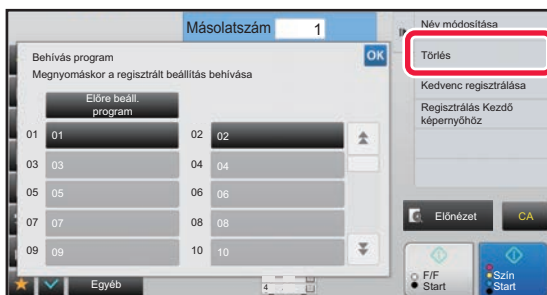 Másolatszám 1
Név módosítása
Behívás program
OK
Törlés
Megnyomáskor a regisztrált beállítás behívása
Kedvenc regisztrálása
Előre beáll.
program
Regisztrálás Kezdő
képernyőhöz
01 01 02 02
03 03 04 04
05 05 06 06
07 07 08 08
Előnézet CA
09 09 10 10
Egyéb
4
F/F
Start
Szín
Start